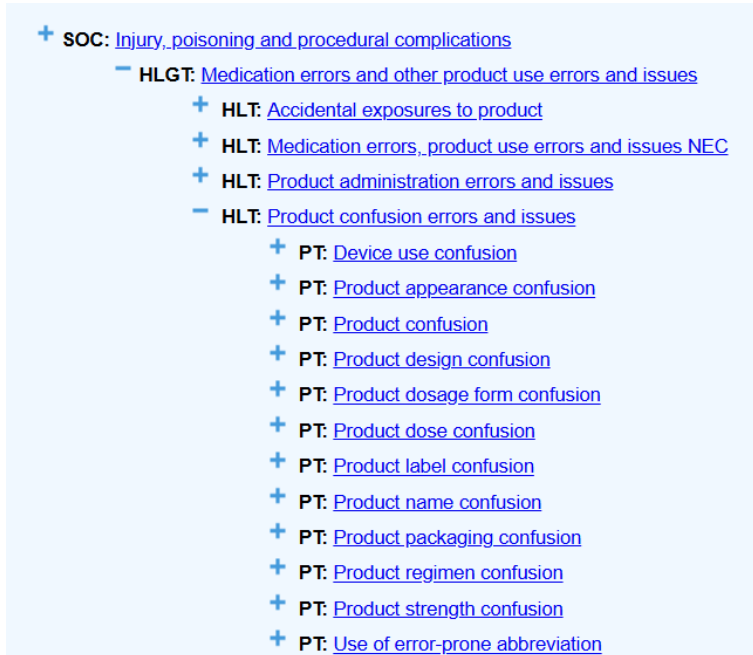 SOC: Injury, poisoning and procedural complications
HLGT: Medication errors and other product use errors and issues
HLT: Accidental exposures to product
HLT: Medication errors, product use errors and issues NEC
HLT: Product administration errors and issues
HLT: Product confusion errors and issues
PT: Device use confusion
PT: Product appearance confusion
PT: Product confusion
PT: Product design confusion
PT: Product dosage form confusion
PT: Product dose confusion
PT: Product label confusion
PT: Product name confusion
PT: Product packaging confusion
PT: Product regimen confusion
PT: Product strength confusion
PT: Use of error-prone abbreviation